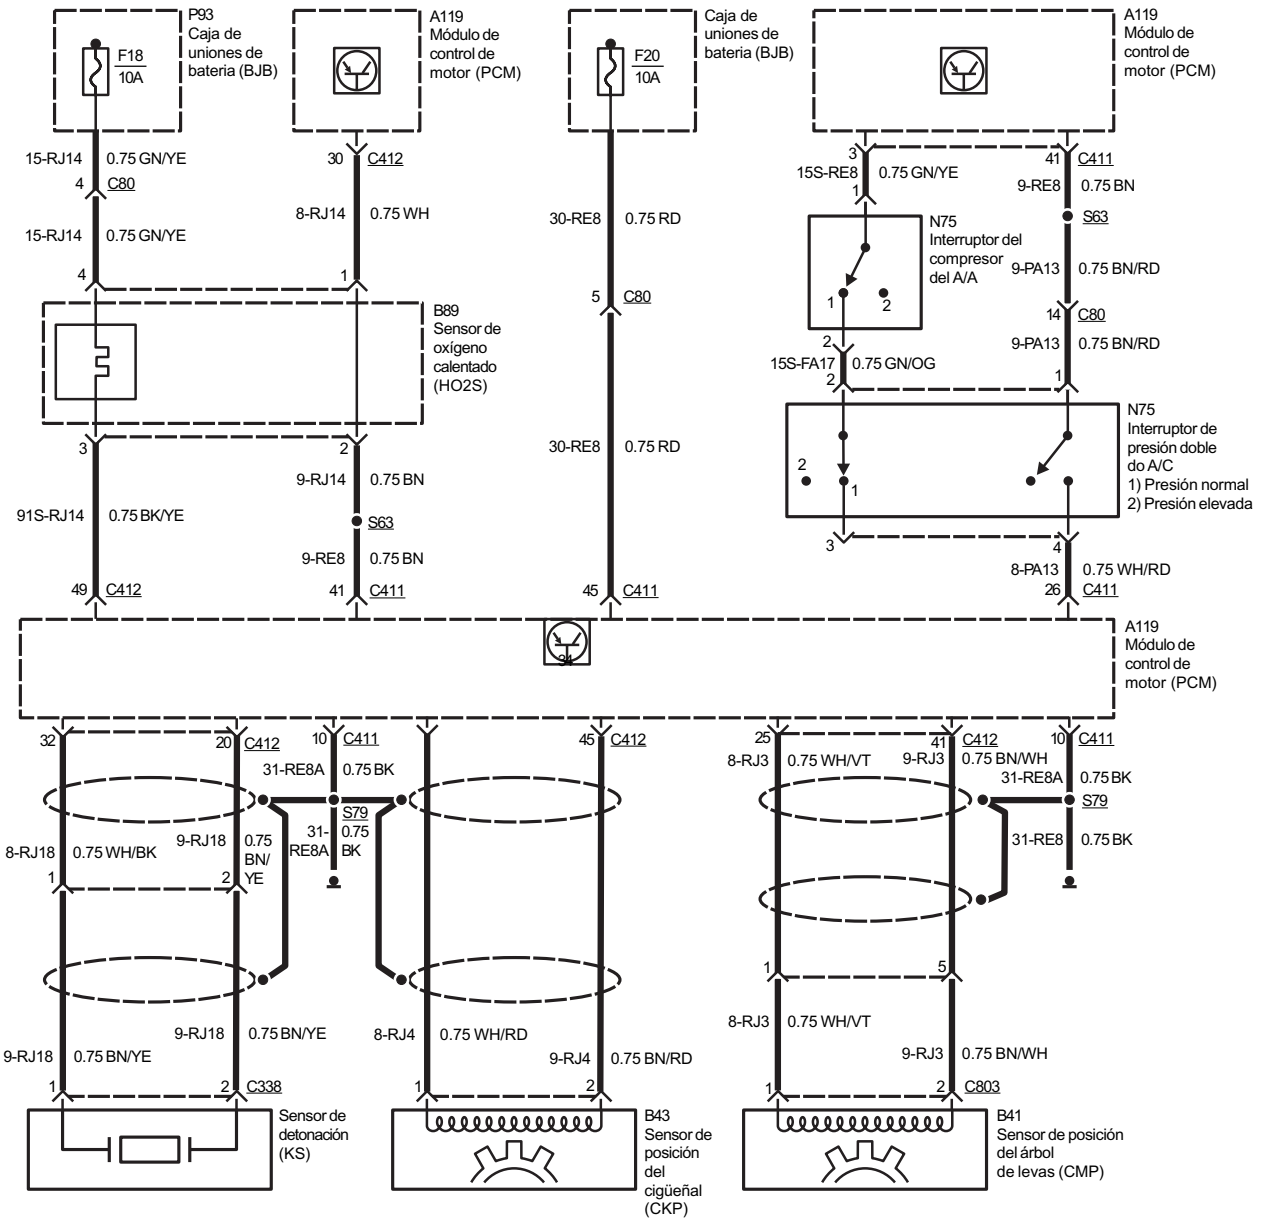 P93
Caja de
uniones de
bateria (BJB)
F18
10A
A119
Módulo de
control de
motor (PCM)
Caja de
uniones de
bateria (BJB)
F20
10A
A119
Módulo de
control de
motor (PCM)
15-RJ14 0.75 GN/YE
4 C80
15-RJ14 0.75 GN/YE
4
30 C412
8-RJ14 0.75 WH
1
30-RE8 0.75 RD
5 C80
30-RE8 0.75 RD
45 C411
3
15S-RE8 0.75 GN/YE
1
41 C411
9-RE8 0.75 BN
S63
N75
Interruptor del
compresor
del A/A
1 2
9-PA13 0.75 BN/RD
14 C80
9-PA13 0.75 BN/RD
2
15S-FA17 0.75 GN/OG
2
1
B89
Sensor de
oxígeno
calentado
(HO2S)
N75
Interruptor de
presión doble
do A/C
1) Presión normal
2) Presión elevada
2
1
3
4
8-PA13 0.75 WH/RD
26 C411
3
2
9-RJ14 0.75 BN
91S-RJ14 0.75 BK/YE
S63
9-RE8 0.75 BN
49 C412
41 C411
34
A119
Módulo de
control de
motor (PCM)
32
20 C412
10 C411
45 C412
25
41 C412
10 C411
31-RE8A 0.75 BK
8-RJ3 0.75 WH/VT
9-RJ3 0.75 BN/WH
31-RE8A 0.75 BK
S79
S79
8-RJ18 0.75 WH/BK
9-RJ18 0.75
BN/
YE
31-
RE8A
0.75
BK
31-RE8 0.75 BK
1
2
1
5
9-RJ18 0.75 BN/YE
9-RJ18 0.75 BN/YE
8-RJ4 0.75 WH/RD
9-RJ4 0.75 BN/RD
8-RJ3 0.75 WH/VT
9-RJ3 0.75 BN/WH
1
2 C338
1
2
1
2 C803
Sensor de
detonación
(KS)
B43
Sensor de
posición
del
cigüeñal
(CKP)
B41
Sensor de posición
del árbol
de levas (CMP)